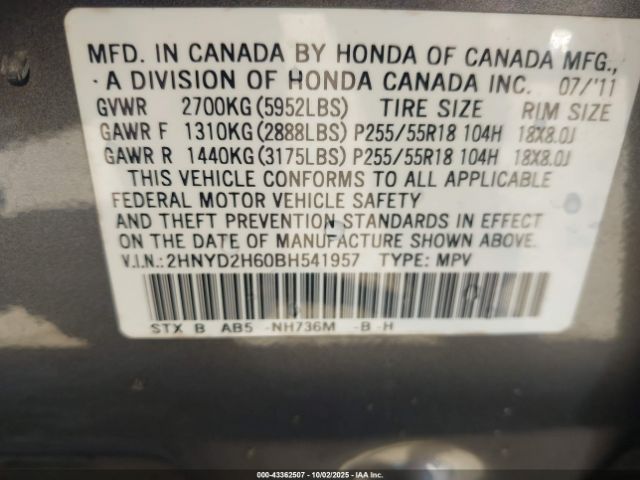 MFD. IN CANADA BY HONDA OF CANADA MFG.,
A DIVISION OF HONDA CANADA INC. 07/'11
GVWR 2700KG (5952LBS) TIRE SIZE RIM SIZE
GAWR F 1310KG (2888LBS) P255/55R18 104H 18X8.0J
GAWR R 1440KG (3175LBS) P255/55R18 104H 18X8.0J
THIS VEHICLE CONFORMS TO ALL APPLICABLE
FEDERAL MOTOR VEHICLE SAFETY
AND THEFT PREVENTION STANDARDS IN EFFECT
ON THE DATE OF MANUFACTURE SHOWN ABOVE.
V.I.N.: 2HNYD2H60BH541957 TYPE: MPV
STX B AB5 -NH736M -B -H
000-43362507 - 10/02/2025 - IAA, Inc.